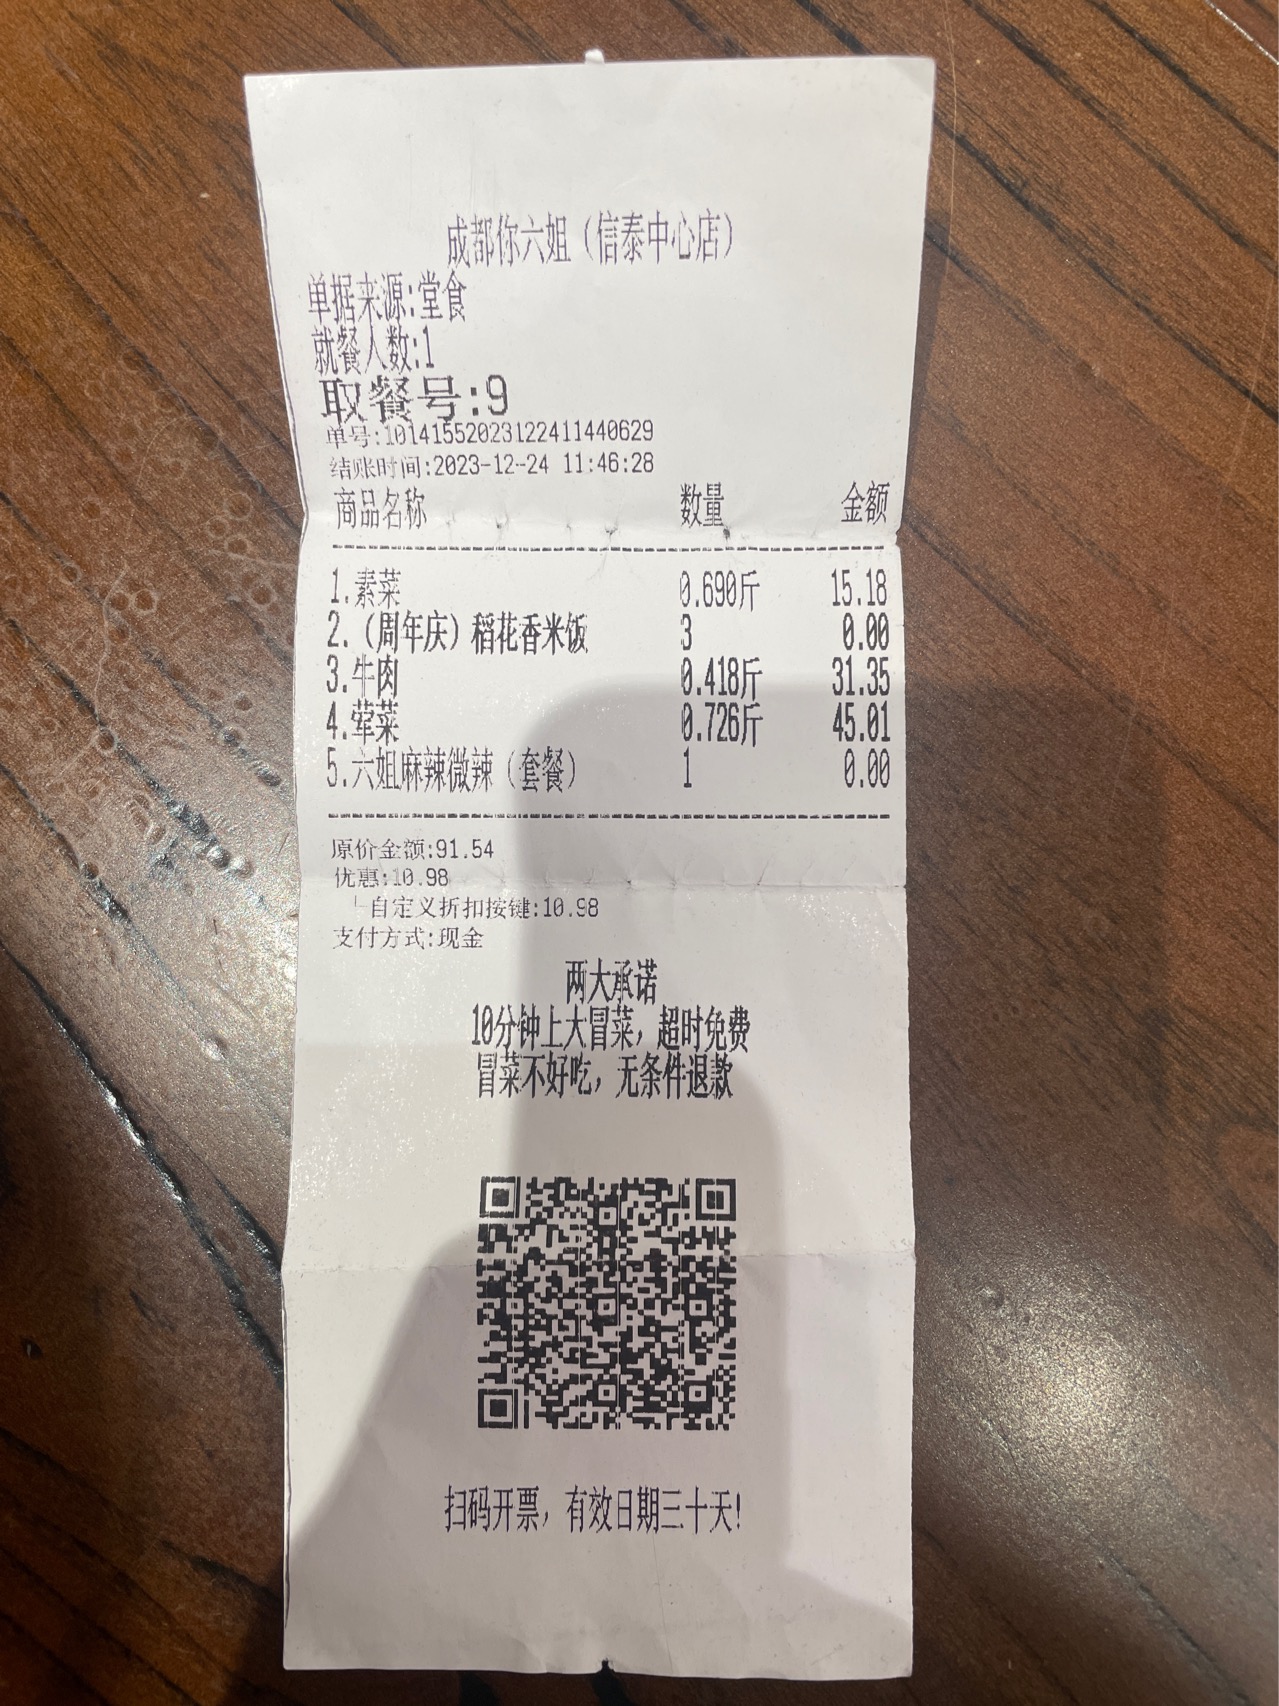 成都你六姐（信泰中心店）
单据来源:堂食
就餐人数:1
取餐号:9
单号:10141552023122411440629
结账时间:2023-12-24 11:46:28
商品名称 数量 金额
1.素菜 0.690斤 15.18
2.（周年庆）稻花香米饭 3 0.00
3.牛肉 0.418斤 31.35
4.荤菜 0.726斤 45.01
5.六姐麻辣微辣（套餐） 1 0.00
原价金额:91.54
优惠:10.98
└自定义折扣按键:10.98
支付方式:现金
两大承诺
10分钟上大冒菜，超时免费
冒菜不好吃，无条件退款
扫码开票，有效日期三十天!